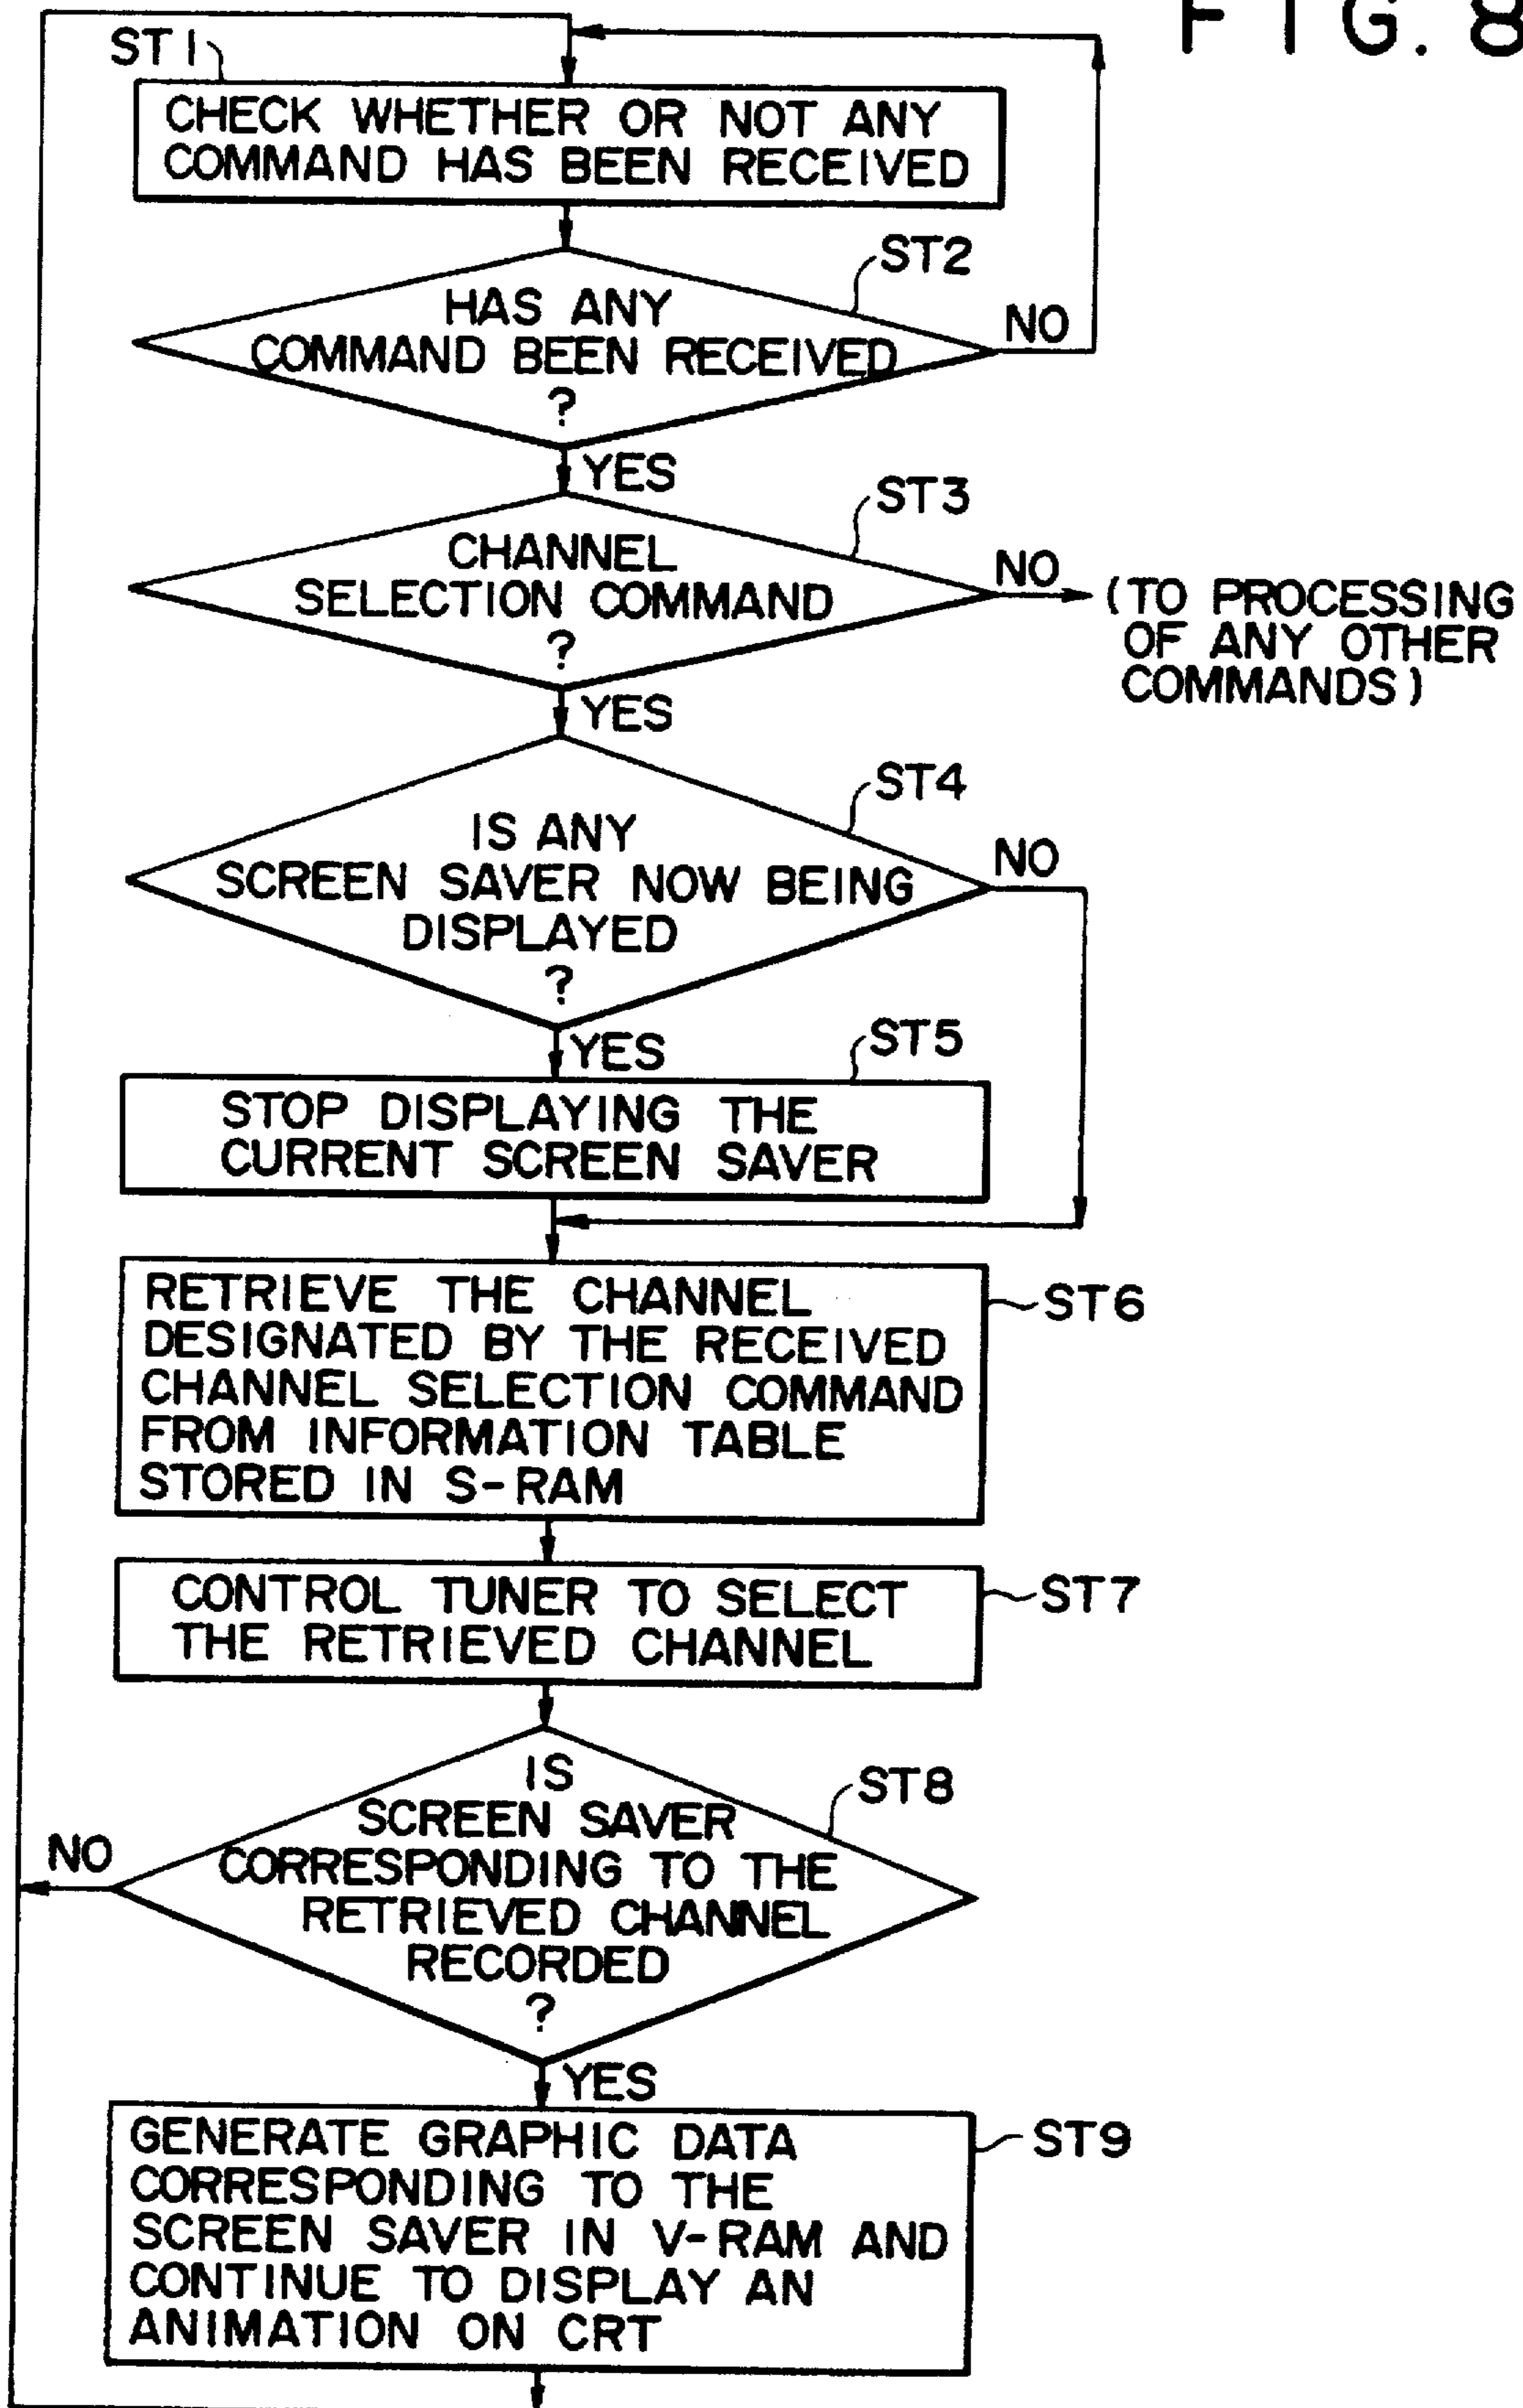 FIG. 8
ST1
CHECK WHETHER OR NOT ANY
COMMAND HAS BEEN RECEIVED
ST2
HAS ANY
COMMAND BEEN RECEIVED
?
NO
YES
ST3
CHANNEL
SELECTION COMMAND
?
NO
(TO PROCESSING
OF ANY OTHER
COMMANDS)
YES
ST4
IS ANY
SCREEN SAVER NOW BEING
DISPLAYED
?
NO
YES
ST5
STOP DISPLAYING THE
CURRENT SCREEN SAVER
RETRIEVE THE CHANNEL
DESIGNATED BY THE RECEIVED
CHANNEL SELECTION COMMAND
FROM INFORMATION TABLE
STORED IN S-RAM
ST6
CONTROL TUNER TO SELECT
THE RETRIEVED CHANNEL
ST7
IS
SCREEN SAVER
CORRESPONDING TO THE
RETRIEVED CHANNEL
RECORDED
?
ST8
NO
YES
GENERATE GRAPHIC DATA
CORRESPONDING TO THE
SCREEN SAVER IN V-RAM AND
CONTINUE TO DISPLAY AN
ANIMATION ON CRT
ST9